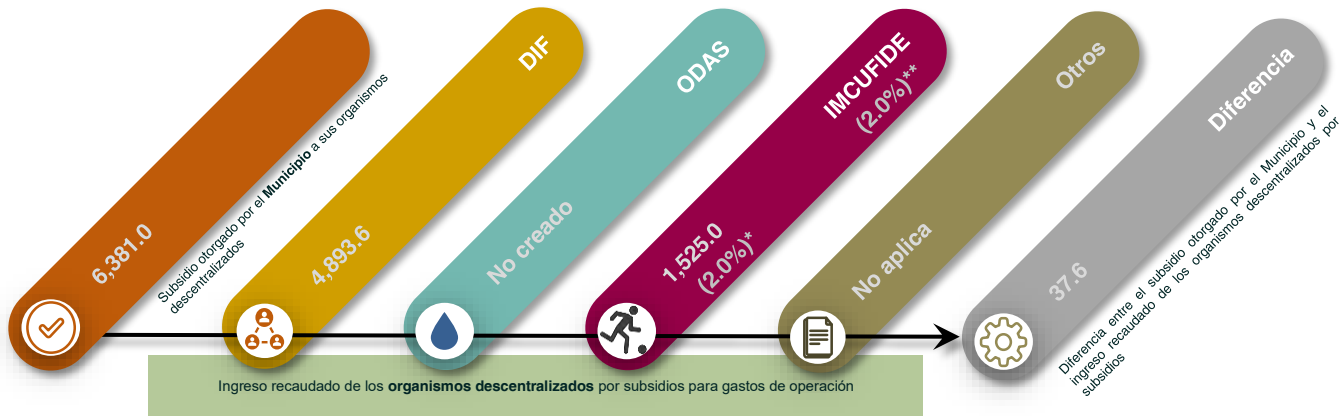 6,381.0
Subsidio otorgado por el Municipio a sus organismos
descentralizados
DIF
4,893.6
ODAS
No creado
IMCUFIDE
(2.0%)**
1,525.0
(2.0%)*
Otros
No aplica
Diferencia
37.6
Diferencia entre el subsidio otorgado por el Municipio y el
ingreso recaudado de los organismos descentralizados por
subsidios
Ingreso recaudado de los organismos descentralizados por subsidios para gastos de operación